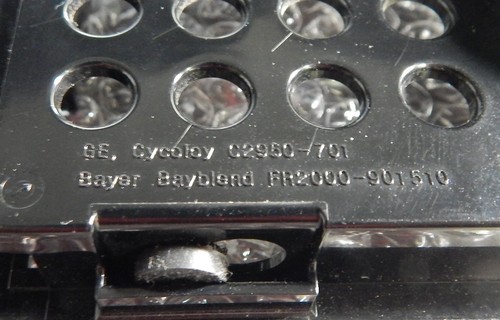 GE, Cycoloy C2950-701
Bayer Bayblend FR2000-901510